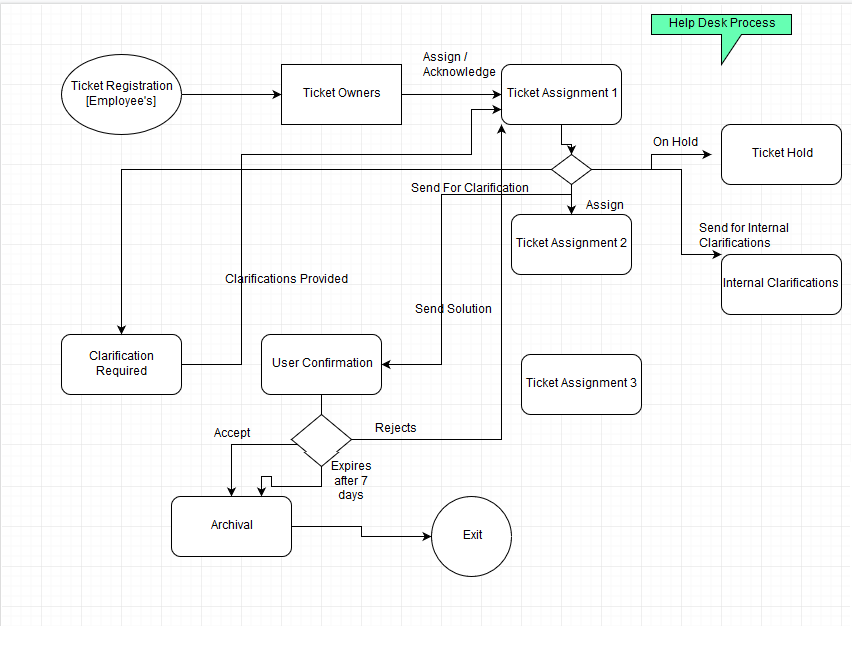 Help Desk Process
Ticket Registration
[Employee's]
Ticket Owners
Assign /
Acknowledge
Ticket Assignment 1
On Hold
Ticket Hold
Send For Clarification
Assign
Ticket Assignment 2
Send for Internal
Clarifications
Internal Clarifications
Clarifications Provided
Send Solution
Clarification
Required
User Confirmation
Ticket Assignment 3
Accept
Rejects
Expires
after 7
days
Archival
Exit